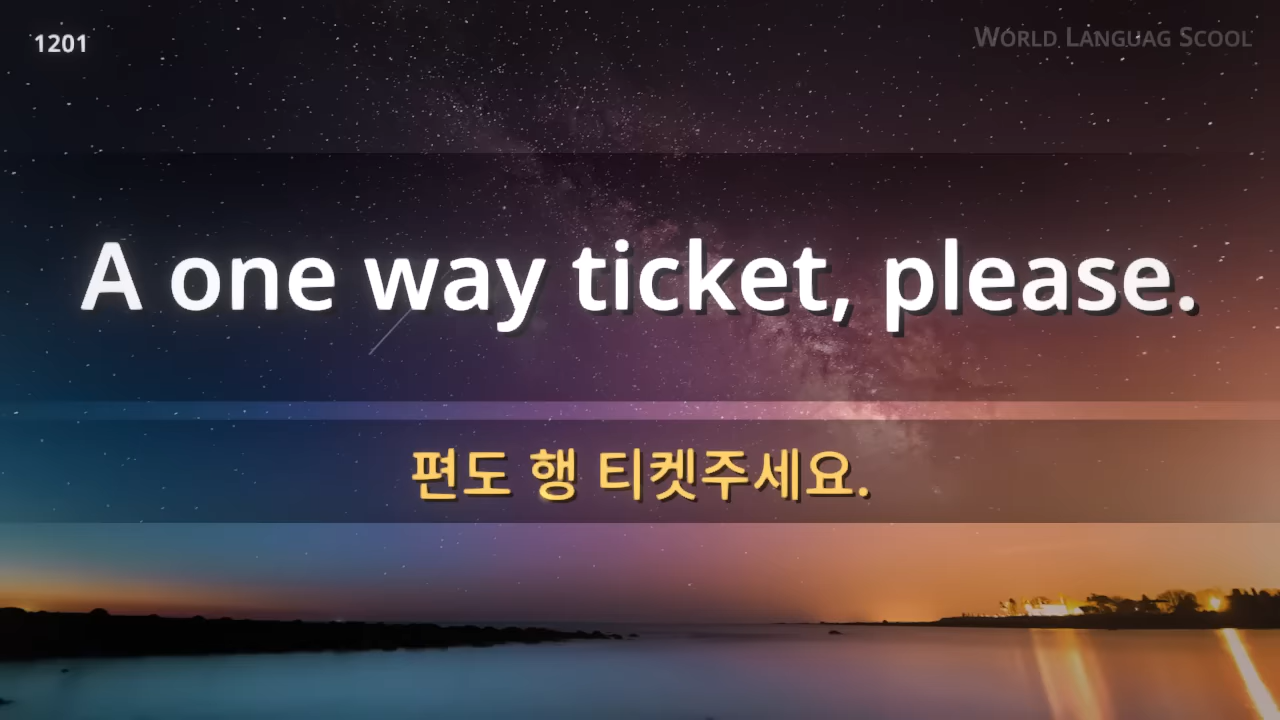 1201
World Languag Scool
A one way ticket, please.
편도 행 티켓주세요.